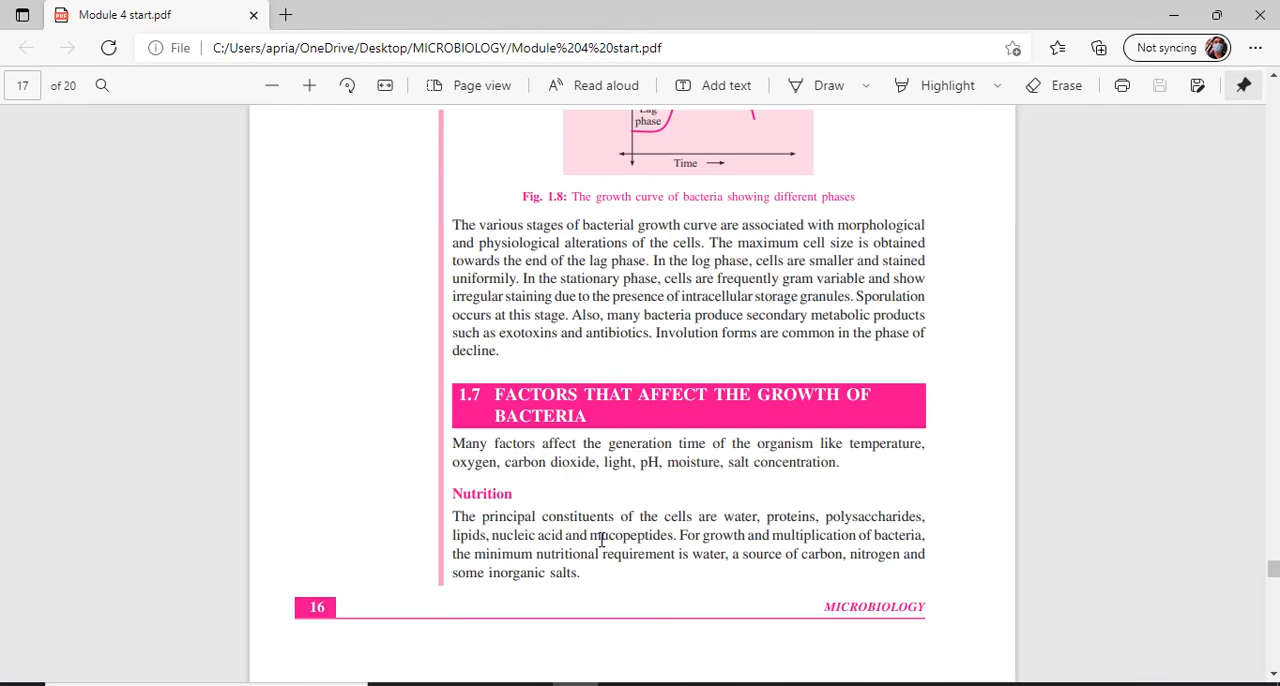 Module 4 start.pdf
File
C:/Users/apria/OneDrive/Desktop/MICROBIOLOGY/Module%204%20start.pdf
Not syncing
17 of 20
Page view
Read aloud
Add text
Draw
Highlight
Erase
Lag
phase
Time
Fig. 1.8: The growth curve of bacteria showing different phases
The various stages of bacterial growth curve are associated with morphological
and physiological alterations of the cells. The maximum cell size is obtained
towards the end of the lag phase. In the log phase, cells are smaller and stained
uniformily. In the stationary phase, cells are frequently gram variable and show
irregular staining due to the presence of intracellular storage granules. Sporulation
occurs at this stage. Also, many bacteria produce secondary metabolic products
such as exotoxins and antibiotics. Involution forms are common in the phase of
decline.
1.7 FACTORS THAT AFFECT THE GROWTH OF
BACTERIA
Many factors affect the generation time of the organism like temperature,
oxygen, carbon dioxide, light, pH, moisture, salt concentration.
Nutrition
The principal constituents of the cells are water, proteins, polysaccharides,
lipids, nucleic acid and mucopeptides. For growth and multiplication of bacteria,
the minimum nutritional requirement is water, a source of carbon, nitrogen and
some inorganic salts.
16
MICROBIOLOGY